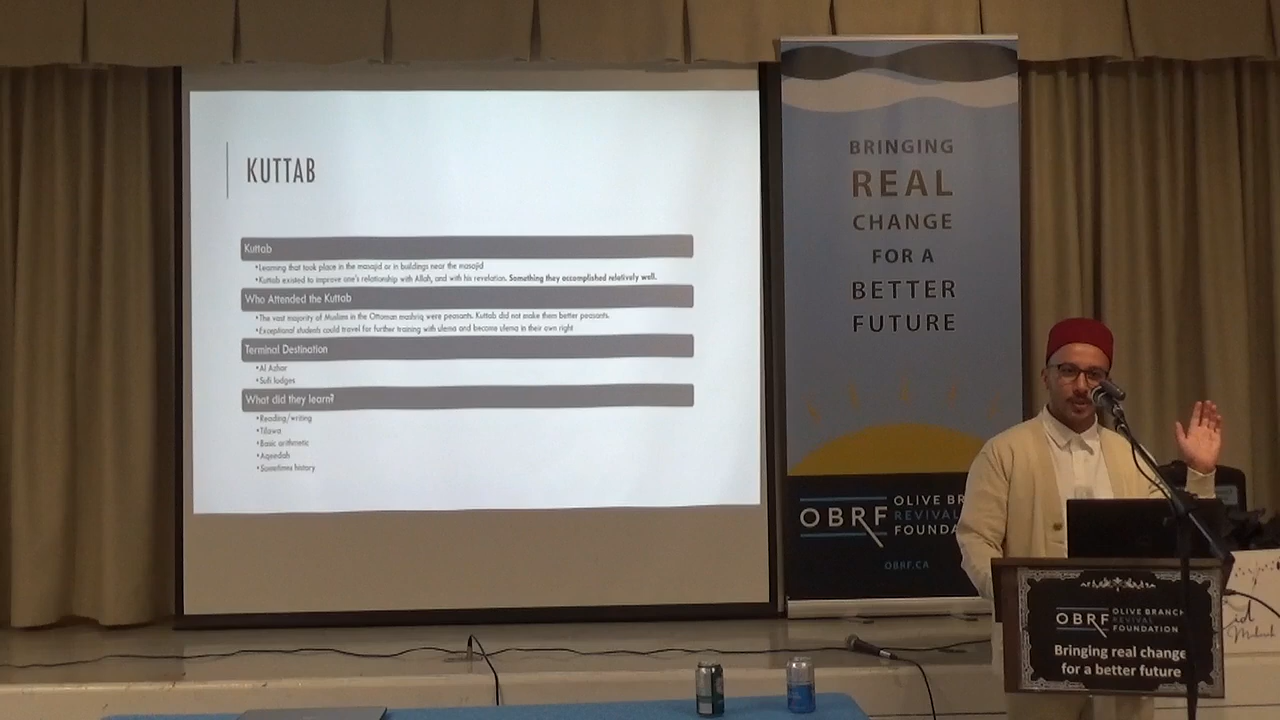 KUTTAB
Kuttab
•Learning that took place in the masajid or in buildings near the masajid
•Kuttab existed to improve one's relationship with Allah, and with his revelation. Something they accomplished relatively well.
Who Attended the Kuttab
•The vast majority of Muslims in the Ottoman mashriq were peasants. Kuttab did not make them better peasants.
•Exceptional students could travel for further training with ulema and become ulema in their own right
Terminal Destination
•Al Azhar
•Sufi lodges
What did they learn?
•Reading/writing
•Tilawa
•Basic arithmetic
•Aqeedah
•Sometimes history
BRINGING
REAL
CHANGE
FOR A
BETTER
FUTURE
OBRF
OLIVE BR
REVIVAL
FOUNDA
OBRF.CA
OBRF
OLIVE BRANCH
REVIVAL
FOUNDATION
Bringing real change
for a better future